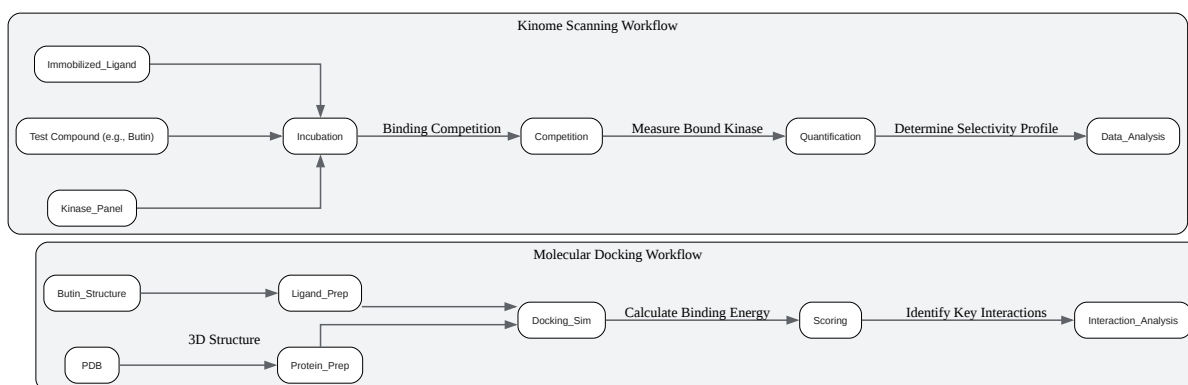 Kinome Scanning Workflow
Immobilized_Ligand
Test Compound (e.g., Butin)
Incubation
Binding Competition
Competition
Measure Bound Kinase
Quantification
Determine Selectivity Profile
Data_Analysis
Kinase_Panel
Molecular Docking Workflow
Butin_Structure
Ligand_Prep
Docking_Sim
Calculate Binding Energy
Scoring
Identify Key Interactions
Interaction_Analysis
3D Structure
PDB
Protein_Prep